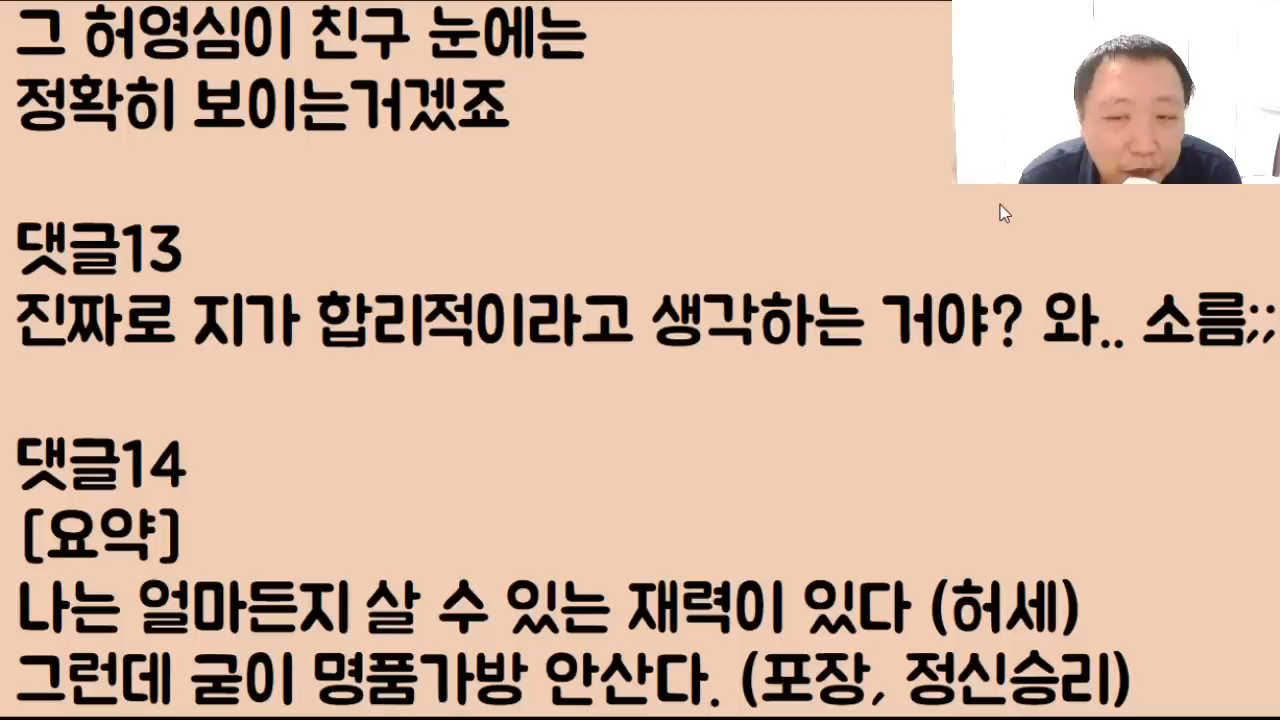 그 허영심이 친구 눈에는
정확히 보이는거겠죠
댓글13
진짜로 지가 합리적이라고 생각하는 거야? 와.. 소름;;
댓글14
[요약]
나는 얼마든지 살 수 있는 재력이 있다 (허세)
그런데 굳이 명품가방 안산다. (포장, 정신승리)